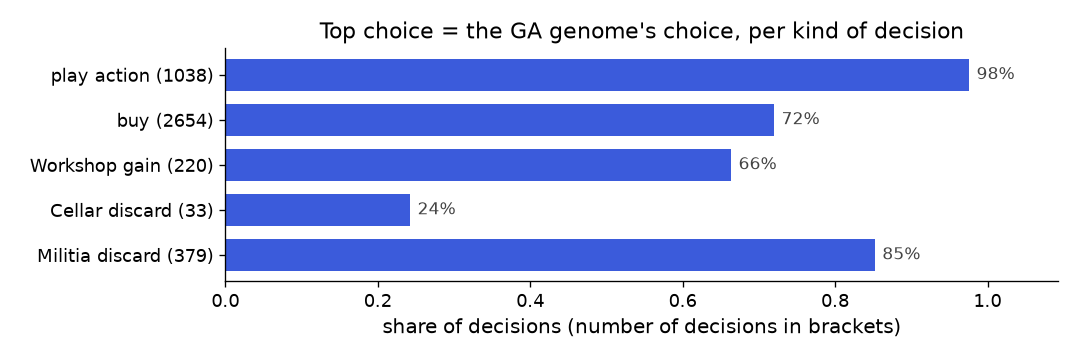 Top choice = the GA genome's choice, per kind of decision
play action (1038)
98%
buy (2654)
72%
Workshop gain (220)
66%
Cellar discard (33)
24%
Militia discard (379)
85%
0.0 0.2 0.4 0.6 0.8 1.0
share of decisions (number of decisions in brackets)